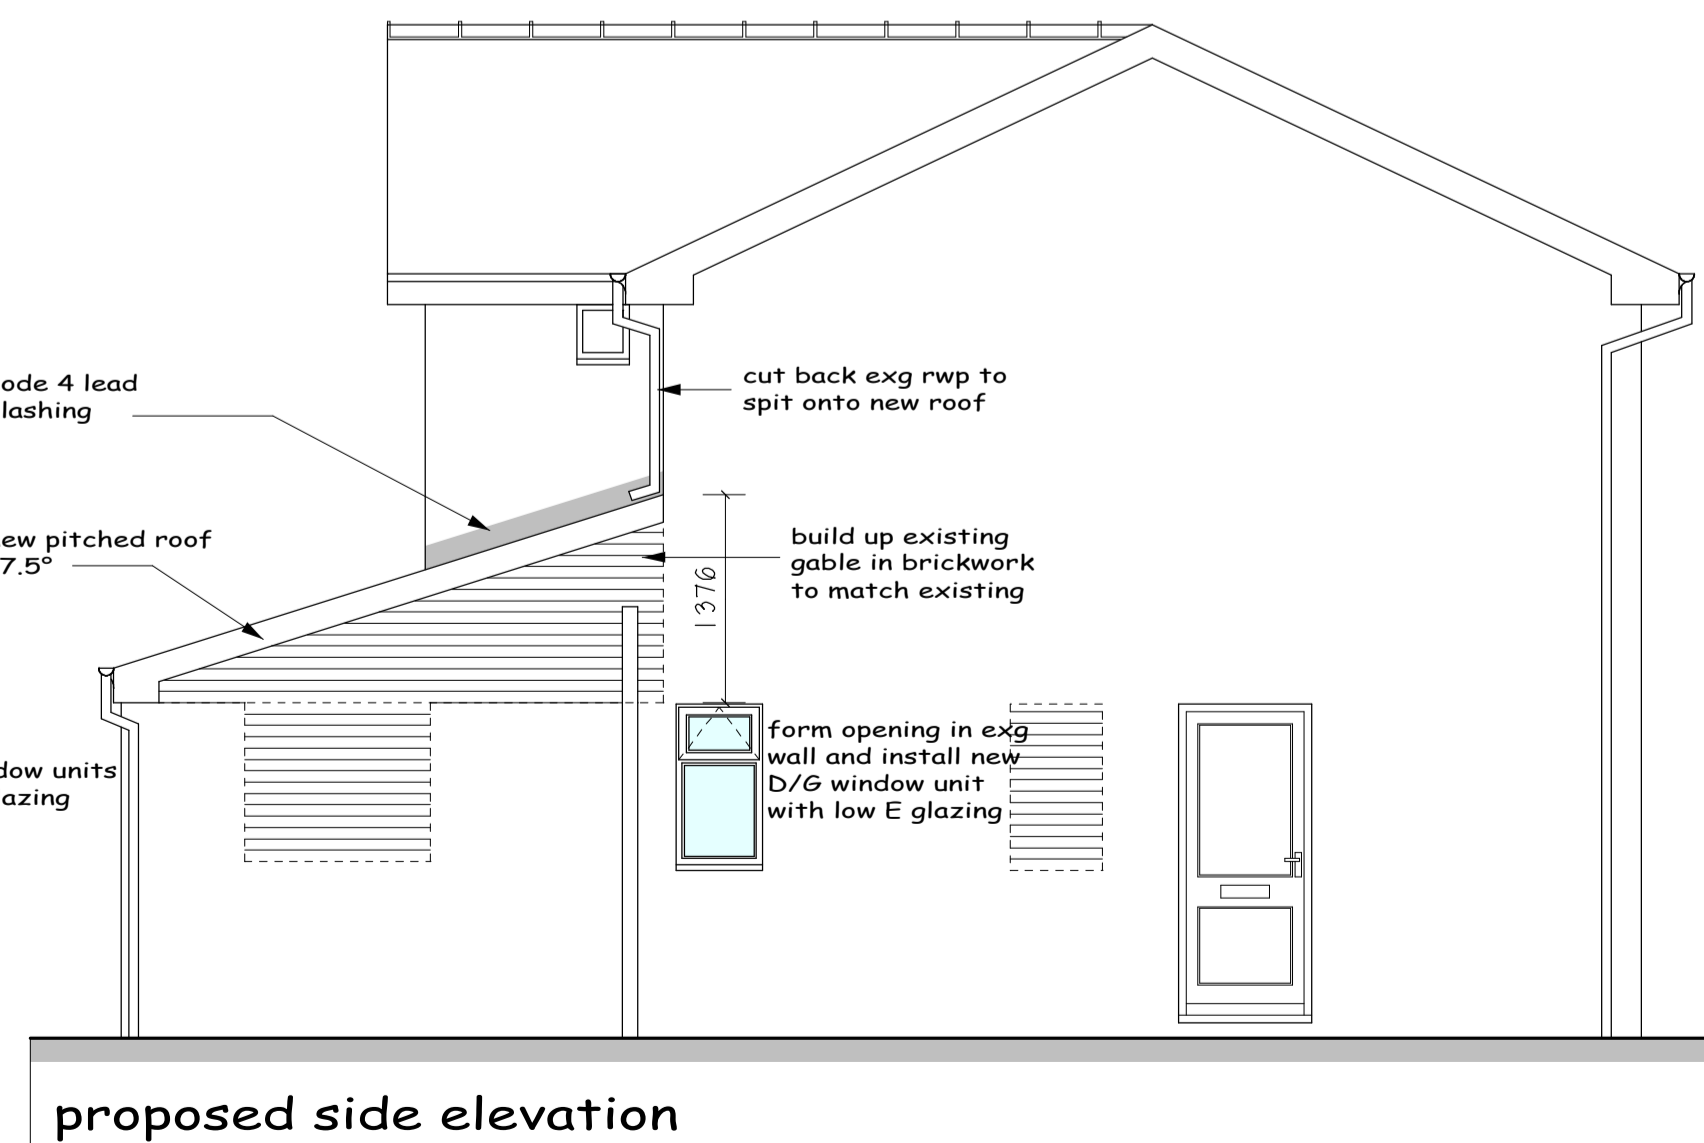 ode 4 lead
lashing
cut back exg rwp to
spit onto new roof
ew pitched roof
7.5°
build up existing
gable in brickwork
to match existing
1376
form opening in exg
wall and install new
D/G window unit
with low E glazing
dow units
azing
proposed side elevation